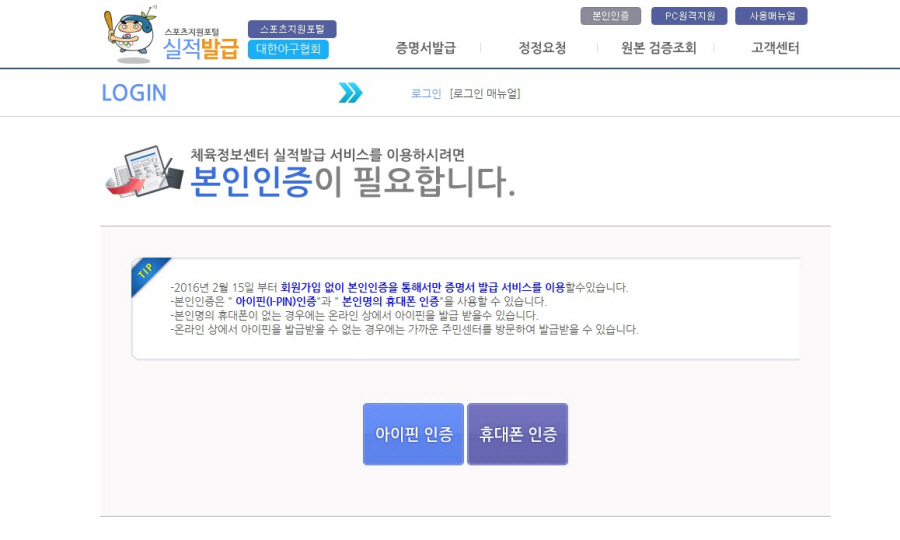 본인인증 PC원격지원 사용매뉴얼
스포츠지원포털
스포츠지원포털
실적발급
대한야구협회
증명서발급 정정요청 원본 검증조회 고객센터
LOGIN
로그인 [로그인 매뉴얼]
체육정보센터 실적발급 서비스를 이용하시려면
본인인증이 필요합니다.
TIP
-2016년 2월 15일 부터 회원가입 없이 본인인증을 통해서만 증명서 발급 서비스를 이용할수있습니다.
-본인인증은 " 아이핀(I-PIN)인증"과 " 본인명의 휴대폰 인증"을 사용할 수 있습니다.
-본인명의 휴대폰이 없는 경우에는 온라인 상에서 아이핀을 발급 받을수 있습니다.
-온라인 상에서 아이핀을 발급받을 수 없는 경우에는 가까운 주민센터를 방문하여 발급받을 수 있습니다.
아이핀 인증 휴대폰 인증